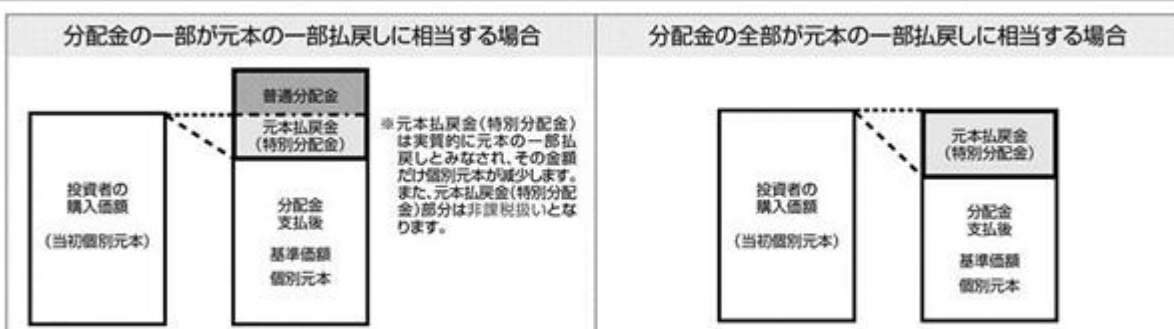 分配金の一部が元本の一部払戻しに相当する場合
普通分配金
元本払戻金
(特別分配金)
投資者の
購入価額
(当初個別元本)
分配金
支払後
基準価額
個別元本
※元本払戻金(特別分配金)
は実質的に元本の一部払
戻しとみなされ、その金額
だけ個別元本が減少します。
また、元本払戻金(特別分配
金)部分は非課税扱いとな
ります。
分配金の全部が元本の一部払戻しに相当する場合
元本払戻金
(特別分配金)
投資者の
購入価額
(当初個別元本)
分配金
支払後
基準価額
個別元本